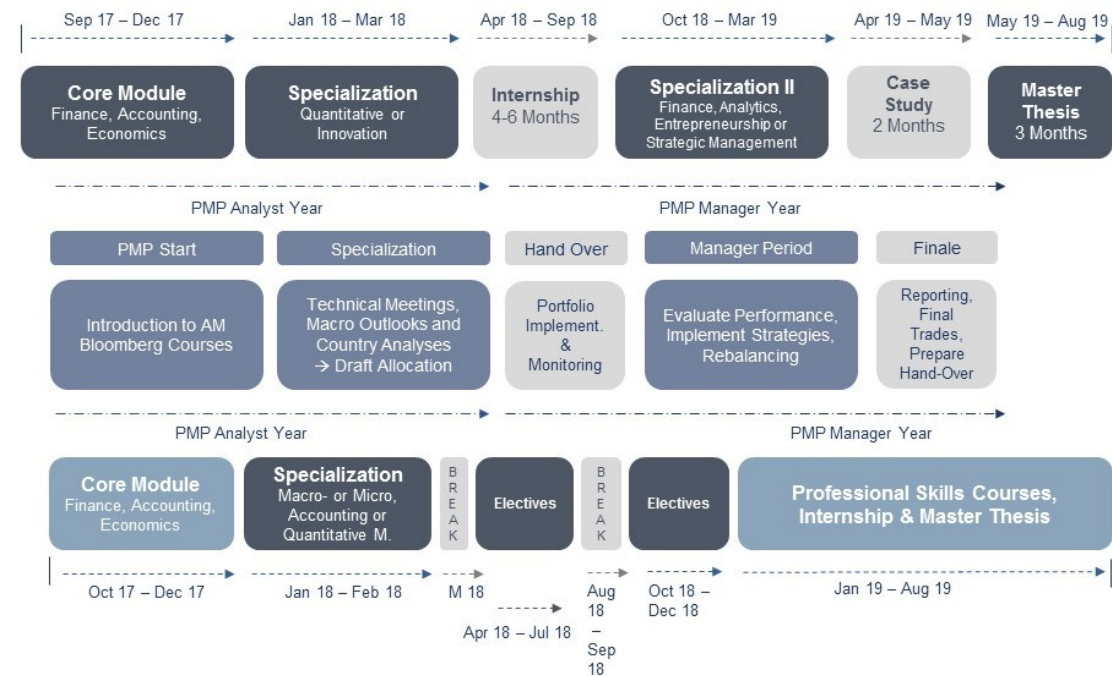 Sep 17 – Dec 17
Jan 18 – Mar 18
Apr 18 – Sep 18
Oct 18 – Mar 19
Apr 19 – May 19
May 19 – Aug 19
Core Module
Finance, Accounting,
Economics
Specialization
Quantitative or
Innovation
Internship
4-6 Months
Specialization II
Finance, Analytics,
Entrepreneurship or
Strategic Management
Case
Study
2 Months
Master
Thesis
3 Months
PMP Analyst Year
PMP Manager Year
PMP Start
Specialization
Hand Over
Manager Period
Finale
Introduction to AM
Bloomberg Courses
Technical Meetings,
Macro Outlooks and
Country Analyses
→ Draft Allocation
Portfolio
Implement.
&
Monitoring
Evaluate Performance,
Implement Strategies,
Rebalancing
Reporting,
Final
Trades,
Prepare
Hand-Over
PMP Analyst Year
PMP Manager Year
Core Module
Finance, Accounting,
Economics
Specialization
Macro- or Micro,
Accounting or
Quantitative M.
B
R
E
A
K
Electives
B
R
E
A
K
Electives
Professional Skills Courses,
Internship & Master Thesis
Oct 17 – Dec 17
Jan 18 – Feb 18
M 18
Apr 18 – Jul 18
Aug
18
–
Sep
18
Oct 18 –
Dec 18
Jan 19 – Aug 19